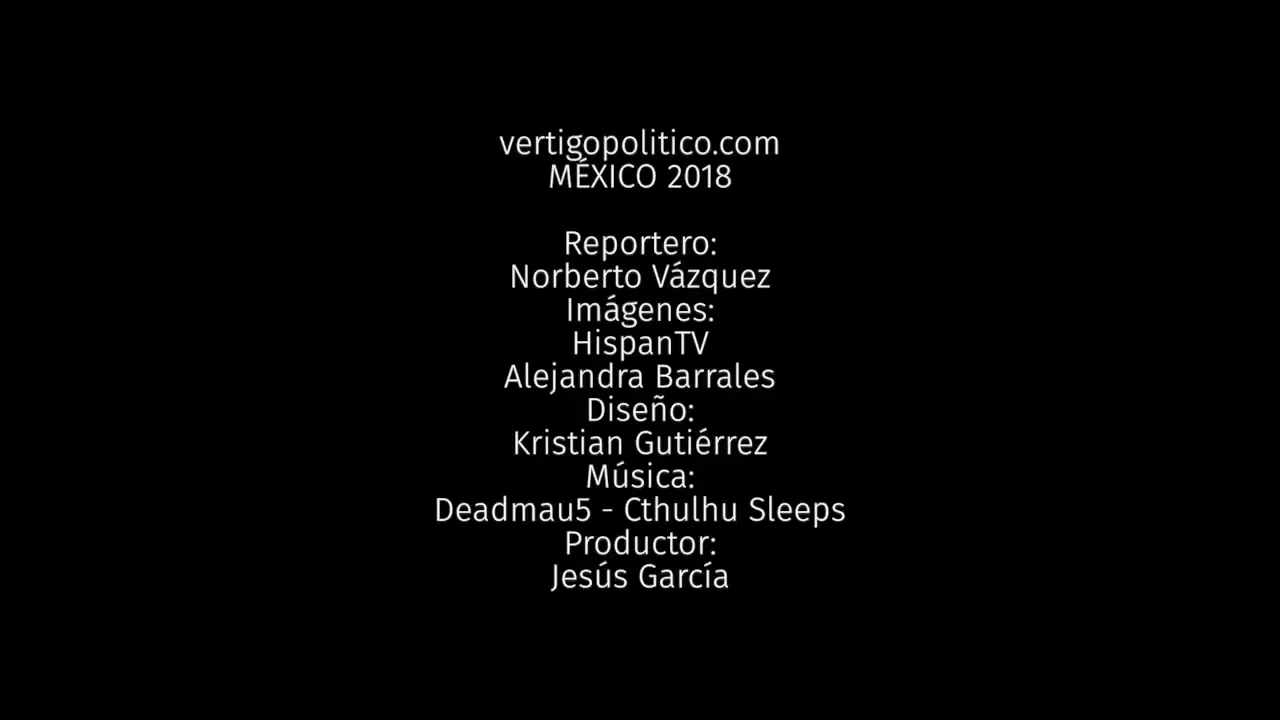 vertigopolitico.com
MÉXICO 2018
Reportero:
Norberto Vázquez
Imágenes:
HispanTV
Alejandra Barrales
Diseño:
Kristian Gutiérrez
Música:
Deadmau5 - Cthulhu Sleeps
Productor:
Jesús García